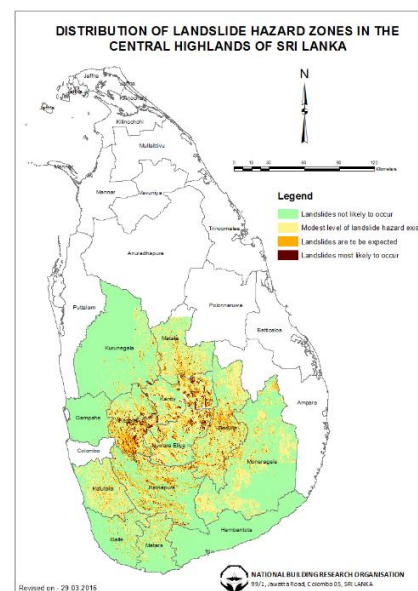 DISTRIBUTION OF LANDSLIDE HAZARD ZONES IN THE
CENTRAL HIGHLANDS OF SRI LANKA
N
Jaffna
Kilinochchi
Mullaitivu
Mannar
Vavuniya
Anuradhapura
Puttalam
Polonnaruwa
Batticaloa
Kurunegala
Matale
Ampara
Gampaha
Kandy
Colombo
Nuwara Eliya
Badulla
Monaragala
Kalutara
Ratnapura
Hambantota
Galle
Matara
Kilometers
Legend
Landslides not likely to occur
Modest level of landslide hazard exis
Landslides are to be expected
Landslides most likely to occur
Revised on - 29.03.2016
NATIONAL BUILDING RESEARCH ORGANISATION
99/1, Jawatta Road, Colombo 05, SRI LANKA